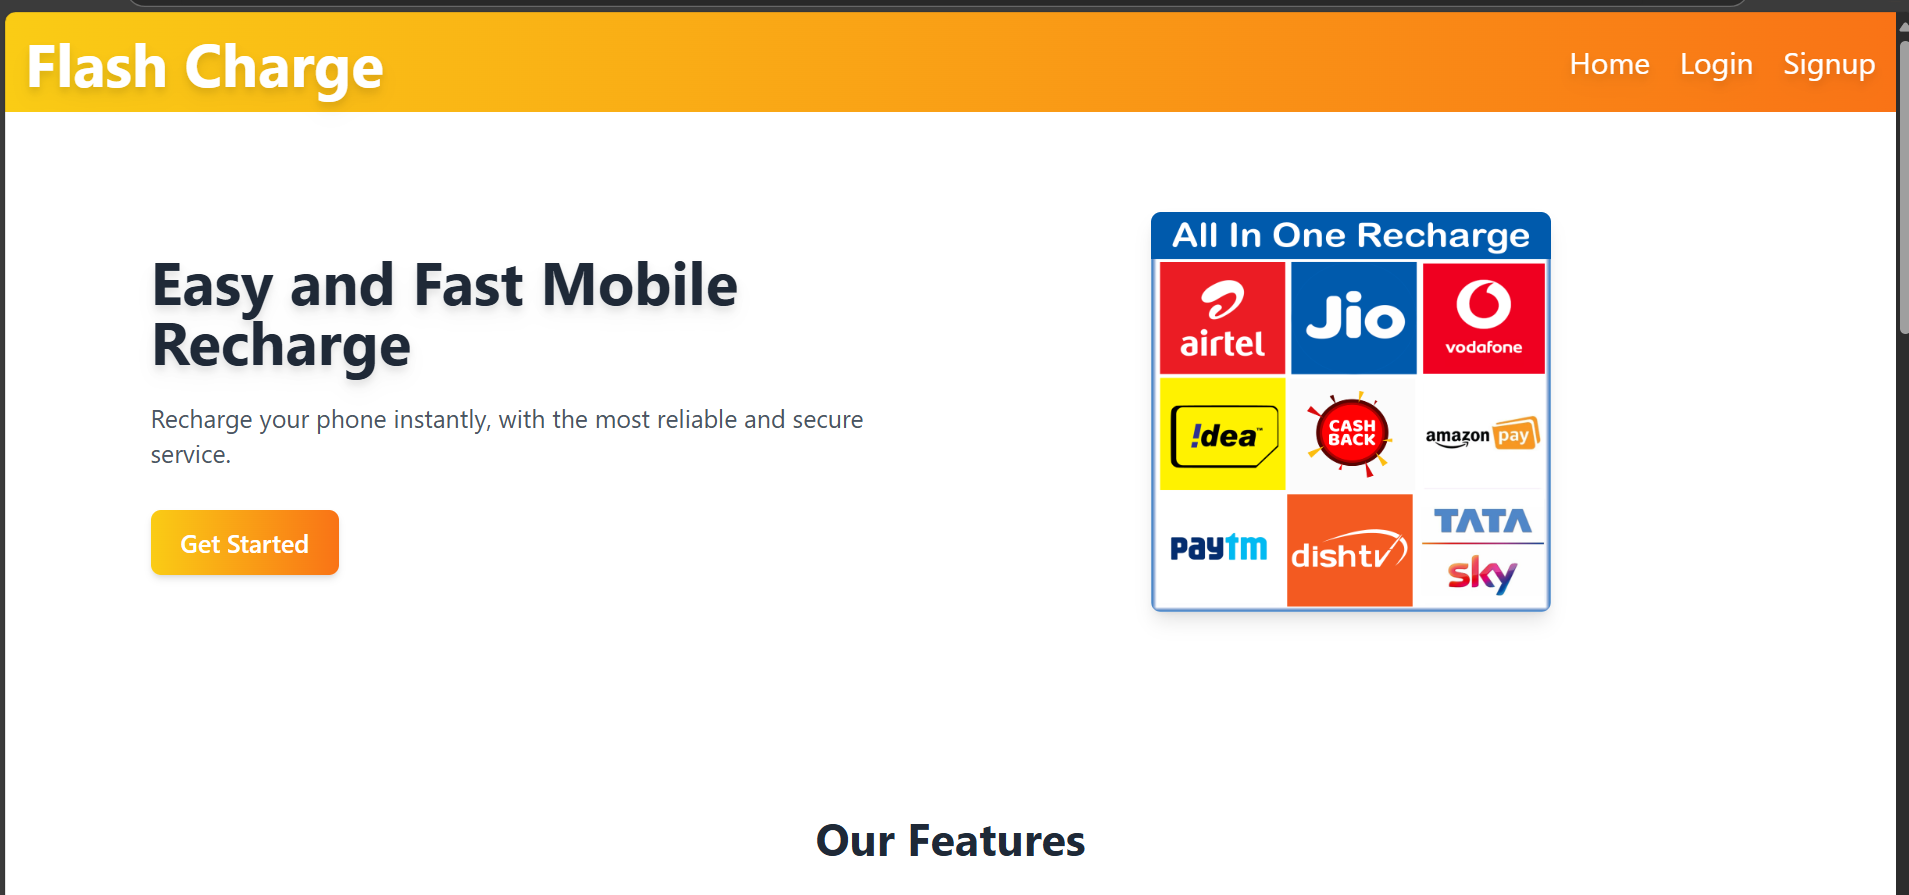 Flash Charge
Home Login Signup
Easy and Fast Mobile
Recharge
Recharge your phone instantly, with the most reliable and secure
service.
Get Started
All In One Recharge
airtel
Jio
vodafone
!dea™
CASH
BACK
amazon pay
paytm
dishtv
TATA
sky
Our Features